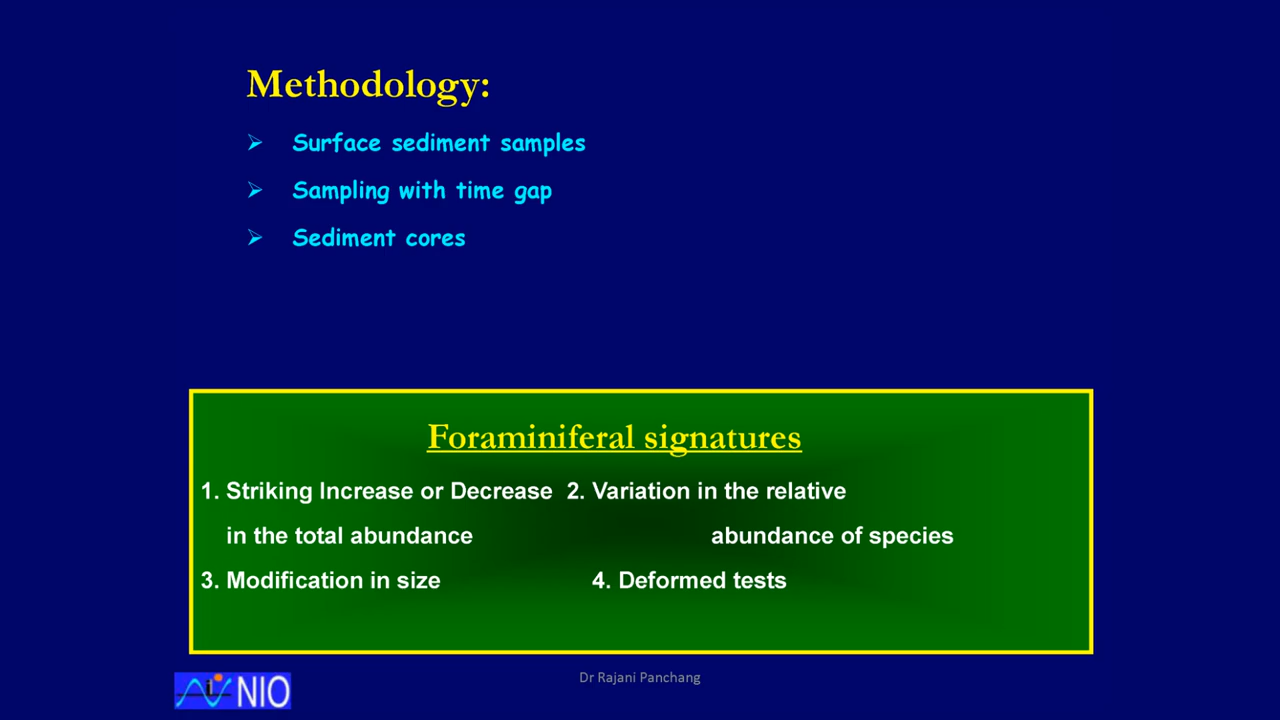 Methodology:
Surface sediment samples
Sampling with time gap
Sediment cores
Foraminiferal signatures
1. Striking Increase or Decrease 2. Variation in the relative
in the total abundance abundance of species
3. Modification in size 4. Deformed tests
NIO
Dr Rajani Panchang